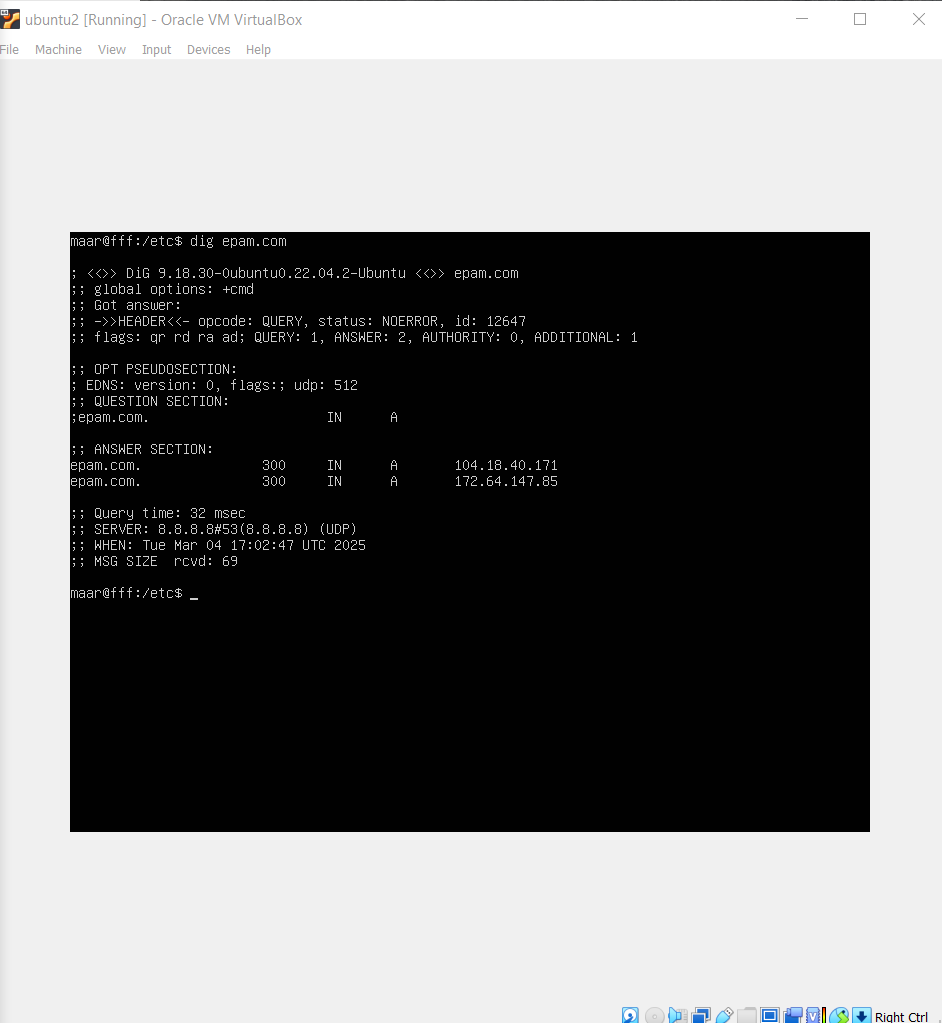 ubuntu2 [Running] - Oracle VM VirtualBox
File Machine View Input Devices Help
maar@fff:/etc$ dig epam.com
; <<>> DiG 9.18.30-0ubuntu0.22.04.2-Ubuntu <<>> epam.com
;; global options: +cmd
;; Got answer:
;; ->>HEADER<<- opcode: QUERY, status: NOERROR, id: 12647
;; flags: qr rd ra ad; QUERY: 1, ANSWER: 2, AUTHORITY: 0, ADDITIONAL: 1
;; OPT PSEUDOSECTION:
; EDNS: version: 0, flags:; udp: 512
;; QUESTION SECTION:
;epam.com. IN A
;; ANSWER SECTION:
epam.com. 300 IN A 104.18.40.171
epam.com. 300 IN A 172.64.147.85
;; Query time: 32 msec
;; SERVER: 8.8.8.8#53(8.8.8.8) (UDP)
;; WHEN: Tue Mar 04 17:02:47 UTC 2025
;; MSG SIZE rcvd: 69
maar@fff:/etc$ _
Right Ctrl